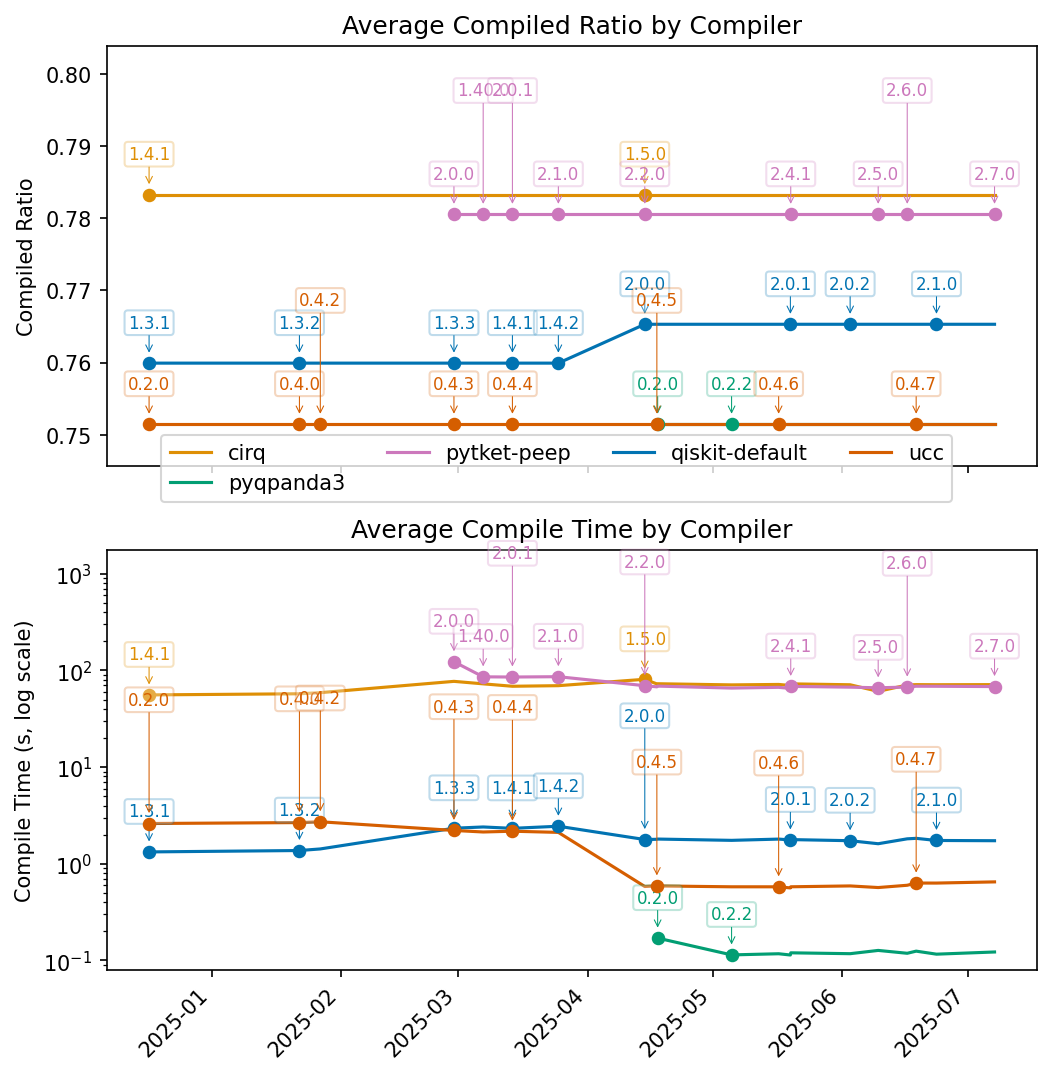 Average Compiled Ratio by Compiler
Compiled Ratio
0.80
0.79
0.78
0.77
0.76
0.75
1.40.0 2.0.1 2.6.0
1.4.1 1.5.0
2.0.0 2.1.0 2.2.0 2.4.1 2.5.0 2.7.0
2.0.0 2.0.1 2.0.2 2.1.0
0.4.2 0.4.5
1.3.1 1.3.2 1.3.3 1.4.1 1.4.2
0.2.0 0.4.0 0.4.3 0.4.4 0.2.0 0.2.2 0.4.6 0.4.7
cirq pytket-peep qiskit-default ucc
pyqpanda3
Average Compile Time by Compiler
Compile Time (s, log scale)
10³
10²
10¹
10⁰
10⁻¹
2.0.1 2.2.0 2.6.0
2.0.0 1.40.0 2.1.0 1.5.0 2.4.1 2.5.0 2.7.0
1.4.1
0.2.0 0.4.0 0.4.2 0.4.3 0.4.4 2.0.0
0.4.5 0.4.6 0.4.7
1.3.1 1.3.2 1.3.3 1.4.1 1.4.2 2.0.1 2.0.2 2.1.0
0.2.0 0.2.2
2025-01 2025-02 2025-03 2025-04 2025-05 2025-06 2025-07